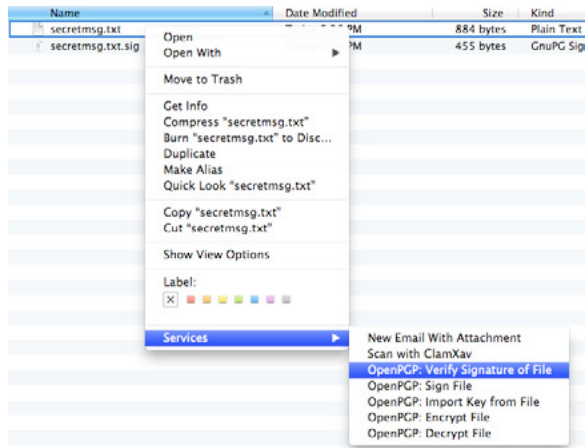 Name Date Modified Size Kind
secretmsg.txt PM 884 bytes Plain Text
secretmsg.txt.sig PM 455 bytes GnuPG Sig
Open
Open With
Move to Trash
Get Info
Compress "secretmsg.txt"
Burn "secretmsg.txt" to Disc...
Duplicate
Make Alias
Quick Look "secretmsg.txt"
Copy "secretmsg.txt"
Cut "secretmsg.txt"
Show View Options
Label:
Services
New Email With Attachment
Scan with ClamXav
OpenPGP: Verify Signature of File
OpenPGP: Sign File
OpenPGP: Import Key from File
OpenPGP: Encrypt File
OpenPGP: Decrypt File